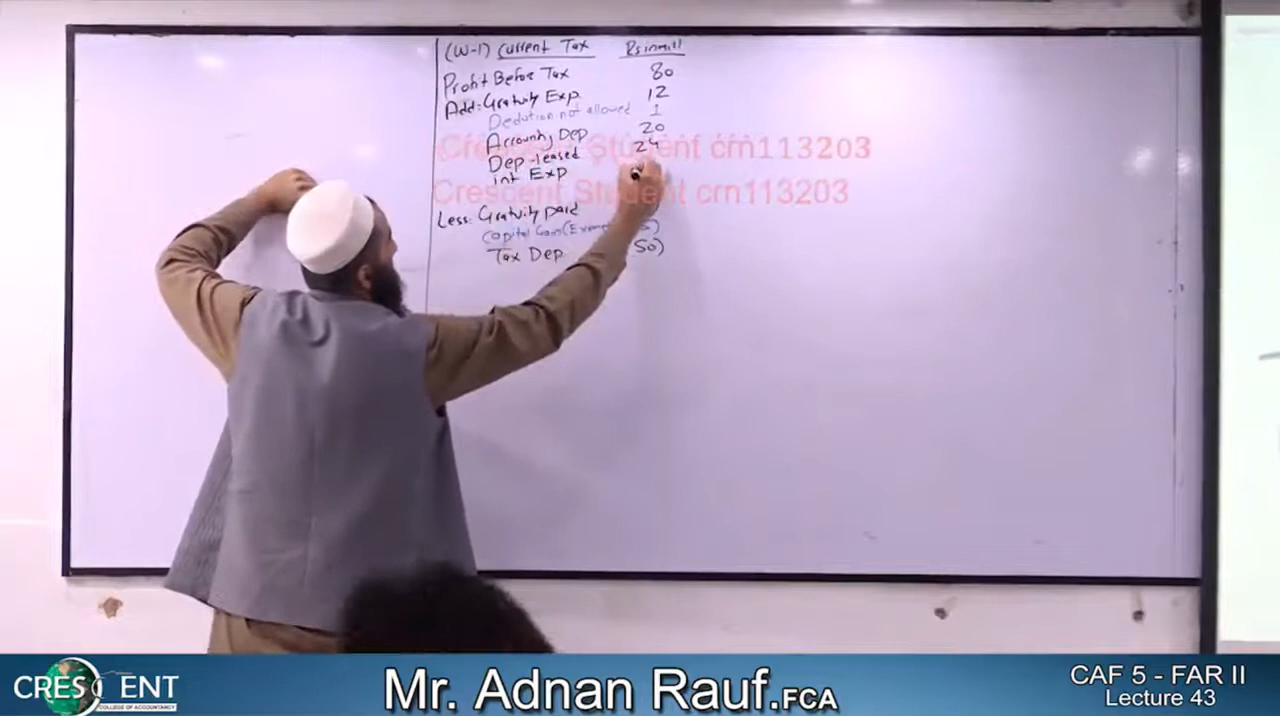 (W-1) Current Tax Rs in mill
Profit Before Tax 80
Add: Gratuity Exp. 12
Dedution not allowed 1
Accounty Dep 20
Dep-leased 24
int Exp
Less: Gratuity paid
Capital Gain (Exem
Tax Dep 50)
Crescent Student crn113203
Crescent Student crn113203
CRESCENT
COLLEGE OF ACCOUNTANCY
Mr. Adnan Rauf.FCA
CAF 5 - FAR II
Lecture 43